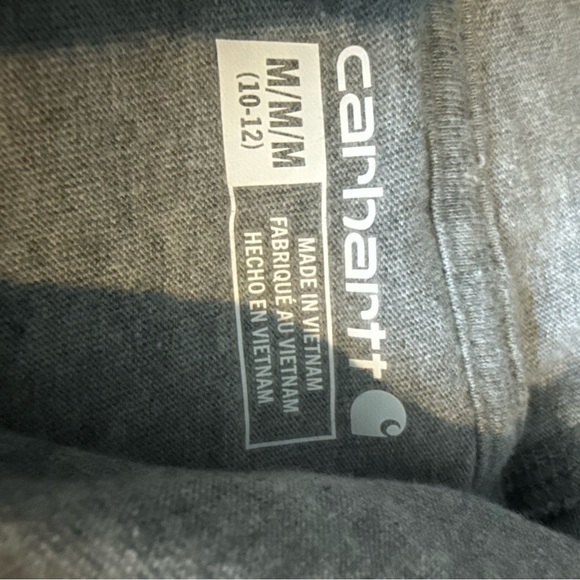 carhartt
M/M/M
(10-12)
MADE IN VIETNAM
FABRIQUÉ AU VIETNAM
HECHO EN VIETNAM